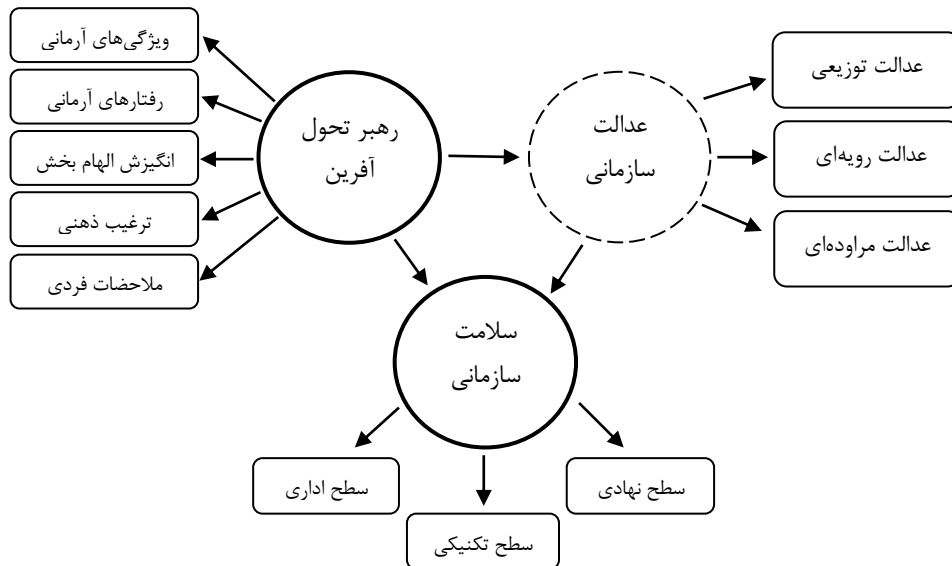 ویژگی‌های آرمانی
رفتارهای آرمانی
انگیزش الهام بخش
ترغیب ذهنی
ملاحضات فردی
رهبر تحول
آفرین
عدالت
سازمانی
عدالت توزیعی
عدالت رویه‌ای
عدالت مراوده‌ای
سلامت
سازمانی
سطح نهادی
سطح تکنیکی
سطح اداری